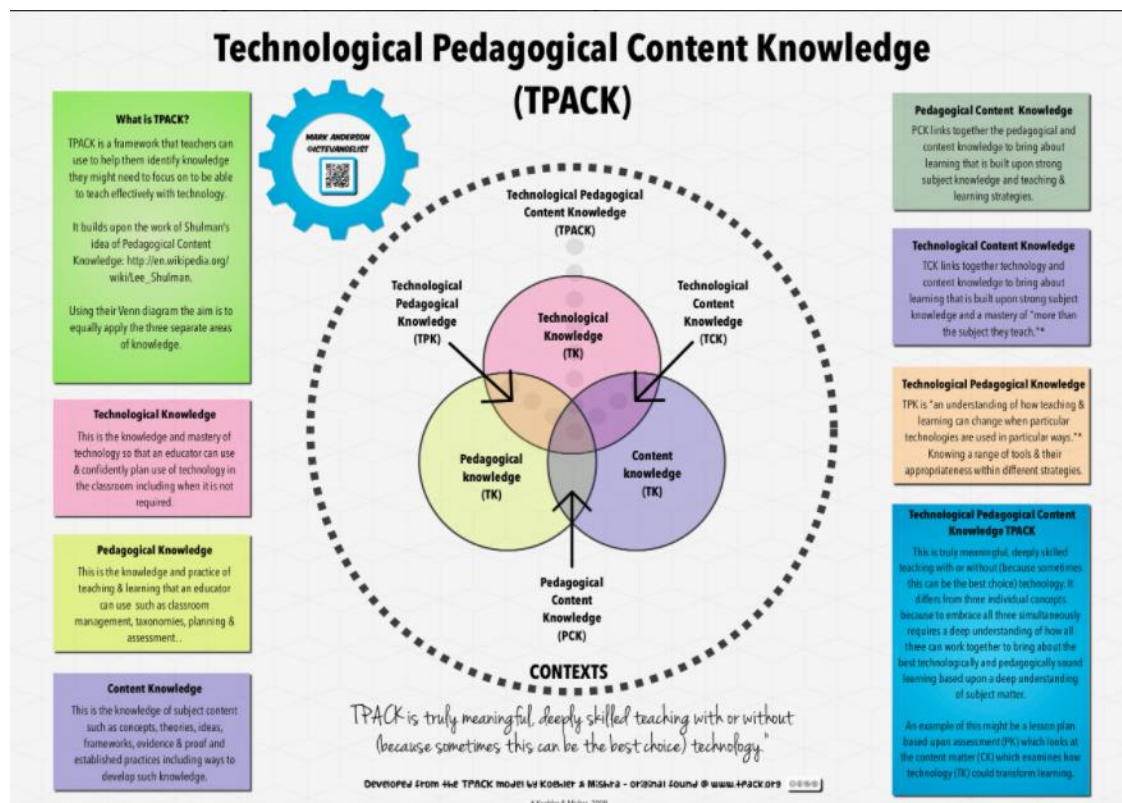 Technological Pedagogical Content Knowledge
(TPACK)
What is TPACK?
TPACK is a framework that teachers can
use to help them identify knowledge
they might need to focus on to be able
to teach effectively with technology.
It builds upon the work of Shulman's
idea of Pedagogical Content
Knowledge: http://en.wikipedia.org/
wiki/Lee_Shulman.
Using their Venn diagram the aim is to
equally apply the three separate areas
of knowledge.
Technological Knowledge
This is the knowledge and mastery of
technology so that an educator can use
& confidently plan use of technology in
the classroom including when it is not
required.
Pedagogical Knowledge
This is the knowledge and practice of
teaching & learning that an educator
can use such as classroom
management, taxonomies, planning &
assessment. .
Content Knowledge
This is the knowledge of subject content
such as concepts, theories, ideas,
frameworks, evidence & proof and
established practices including ways to
develop such knowledge.
MARK ANDERSON
@ICTEVANGELIST
Technological Pedagogical
Content Knowledge
(TPACK)
Technological
Pedagogical
Knowledge
(TPK)
Technological
Content
Knowledge
(TCK)
Technological
Knowledge
(TK)
Pedagogical
knowledge
(TK)
Content
knowledge
(TK)
Pedagogical
Content
Knowledge
(PCK)
CONTEXTS
TPACK is truly meaningful, deeply skilled teaching with or without
(because sometimes this can be the best choice) technology."
Developed from the TPACK model by Koehler & Mishra - original found @ www.tpack.org
Pedagogical Content Knowledge
PCK links together the pedagogical and
content knowledge to bring about
learning that is built upon strong
subject knowledge and teaching &
learning strategies.
Technological Content Knowledge
TCK links together technology and
content knowledge to bring about
learning that is built upon strong subject
knowledge and a mastery of "more than
the subject they teach."*
Technological Pedagogical Knowledge
TPK is "an understanding of how teaching &
learning can change when particular
technologies are used in particular ways."*
Knowing a range of tools & their
appropriateness within different strategies.
Technological Pedagogical Content
Knowledge TPACK
This is truly meaningful, deeply skilled
teaching with or without (because sometimes
this can be the best choice) technology. It
differs from three individual concepts
because to embrace all three simultaneously
requires a deep understanding of how all
three can work together to bring about the
best technologically and pedagogically sound
learning based upon a deep understanding
of subject matter.
An example of this might be a lesson plan
based upon assessment (PK) which looks at
the content matter (CK) which examines how
technology (TK) could transform learning.